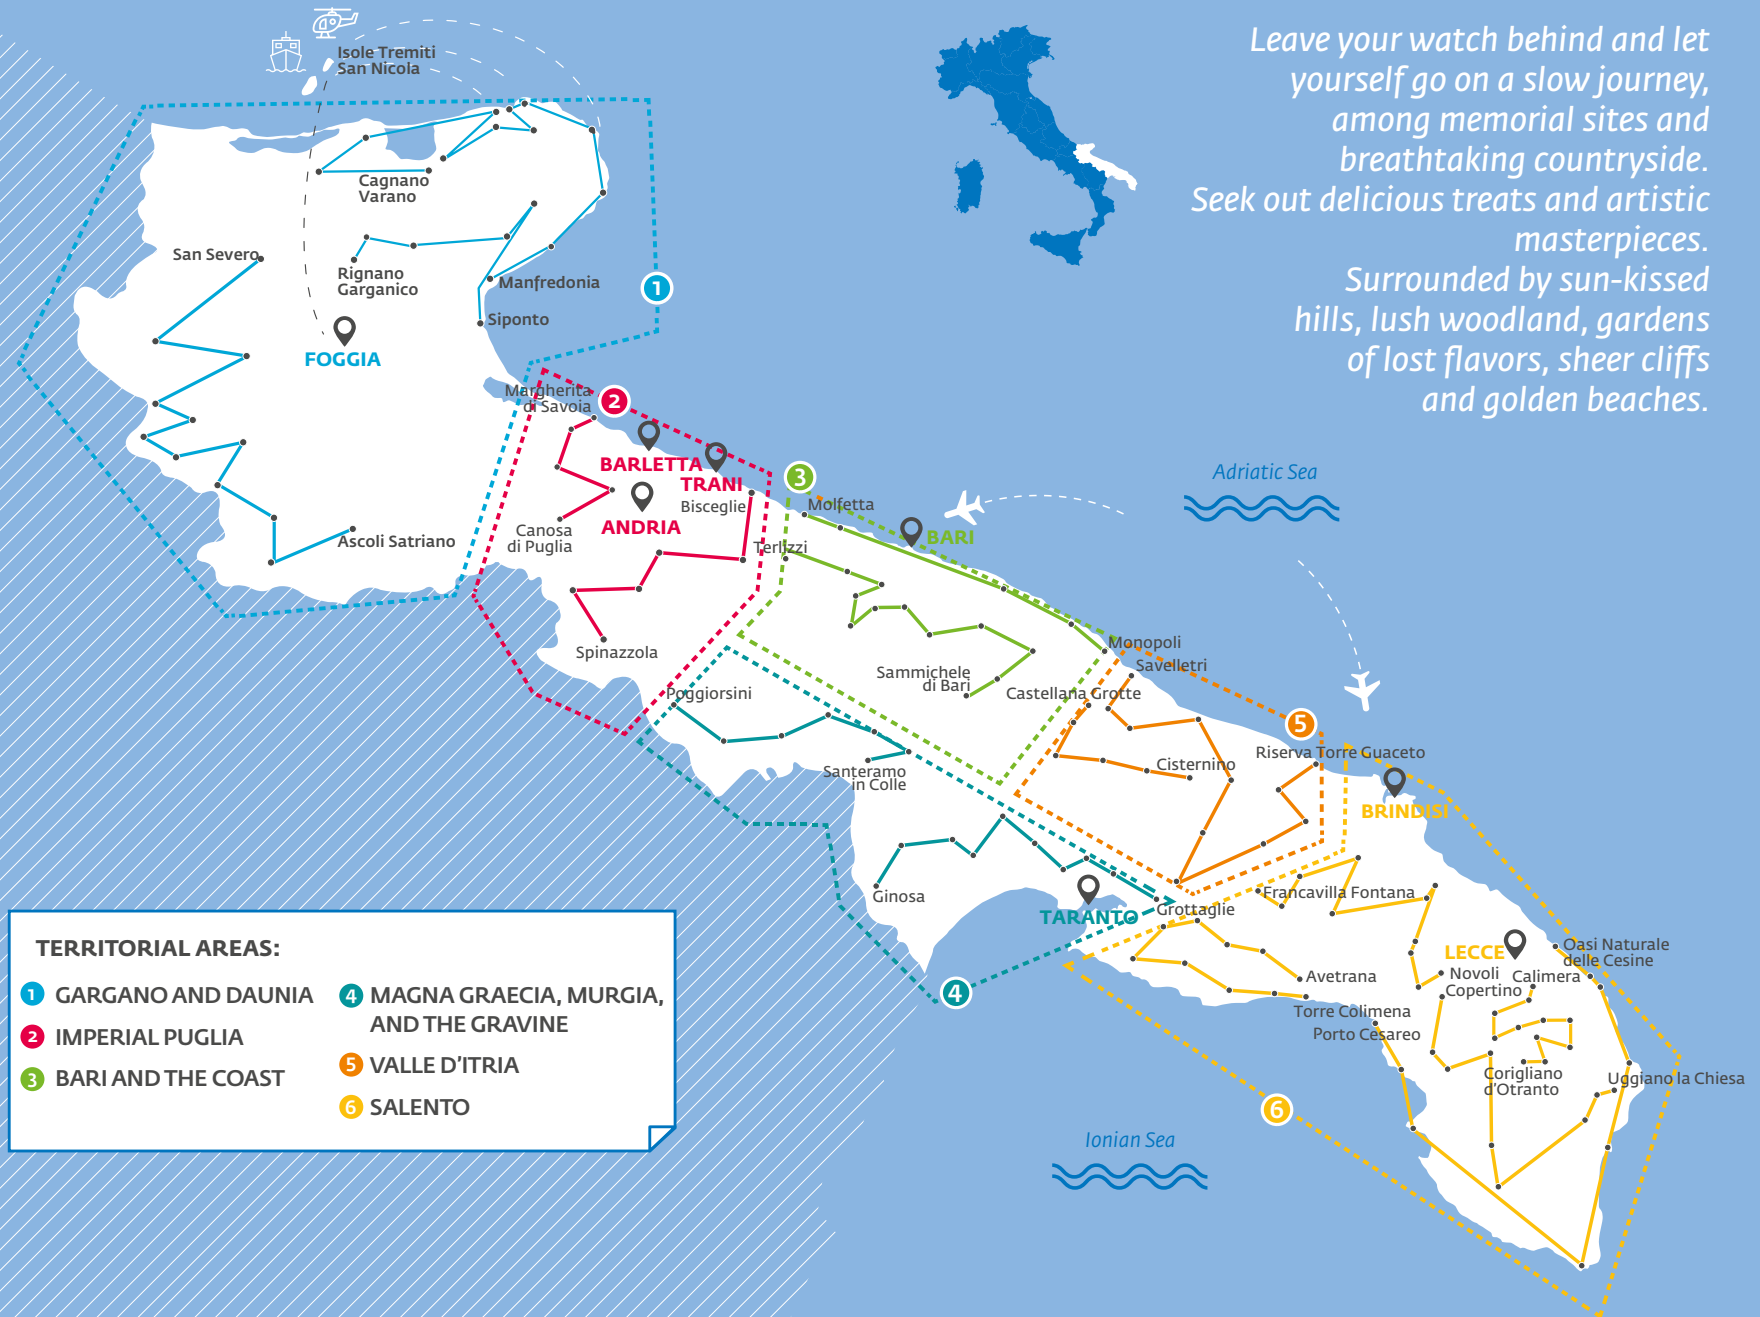 Leave your watch behind and let
yourself go on a slow journey,
among memorial sites and
breathtaking countryside.
Seek out delicious treats and artistic
masterpieces.
Surrounded by sun-kissed
hills, lush woodland, gardens
of lost flavors, sheer cliffs
and golden beaches.
Isole Tremiti
San Nicola
Cagnano
Varano
San Severo
Rignano
Garganico
Manfredonia
1
Siponto
FOGGIA
Margherita
di Savoia
2
BARLETTA
TRANI
Bisceglie
ANDRIA
Canosa
di Puglia
Ascoli Satriano
3
Molfetta
BARI
Terlizzi
Adriatic Sea
Spinazzola
Monopoli
Savelletri
Sammichele
di Bari
Castellana Grotte
Poggiorsini
5
Riserva Torre Guaceto
Cisternino
Santeramo
in Colle
BRINDISI
Ginosa
Francavilla Fontana
TARANTO
Grottaglie
LECCE
Oasi Naturale
delle Cesine
Avetrana
Novoli
Calimera
Copertino
4
Torre Colimena
Porto Cesareo
Corigliano
d'Otranto
Uggiano la Chiesa
6
Ionian Sea
TERRITORIAL AREAS:
1 GARGANO AND DAUNIA
2 IMPERIAL PUGLIA
3 BARI AND THE COAST
4 MAGNA GRAECIA, MURGIA,
AND THE GRAVINE
5 VALLE D'ITRIA
6 SALENTO